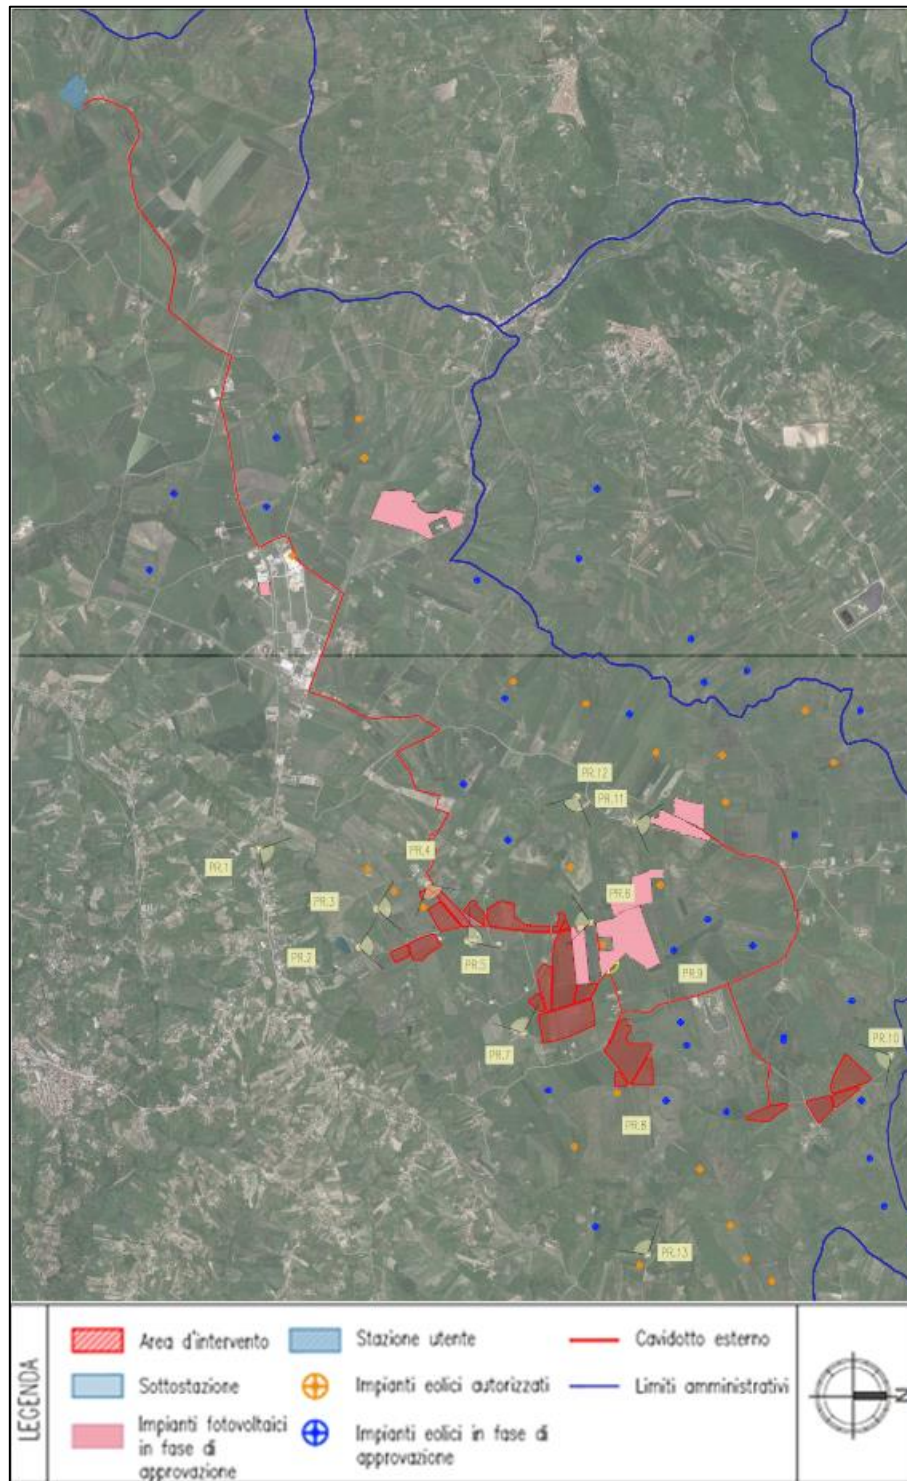 PR.12
PR.11
PR.4
PR.1
PR.6
PR.3
PR.2
PR.5
PR.9
PR.7
PR.10
PR.8
PR.13
LEGENDA
Area d'intervento
Stazione utente
Cavidotto esterno
Sottostazione
Impianti eolici autorizzati
Limiti amministrativi
Impianti fotovoltaici
in fase di
approvazione
Impianti eolici in fase di
approvazione
N